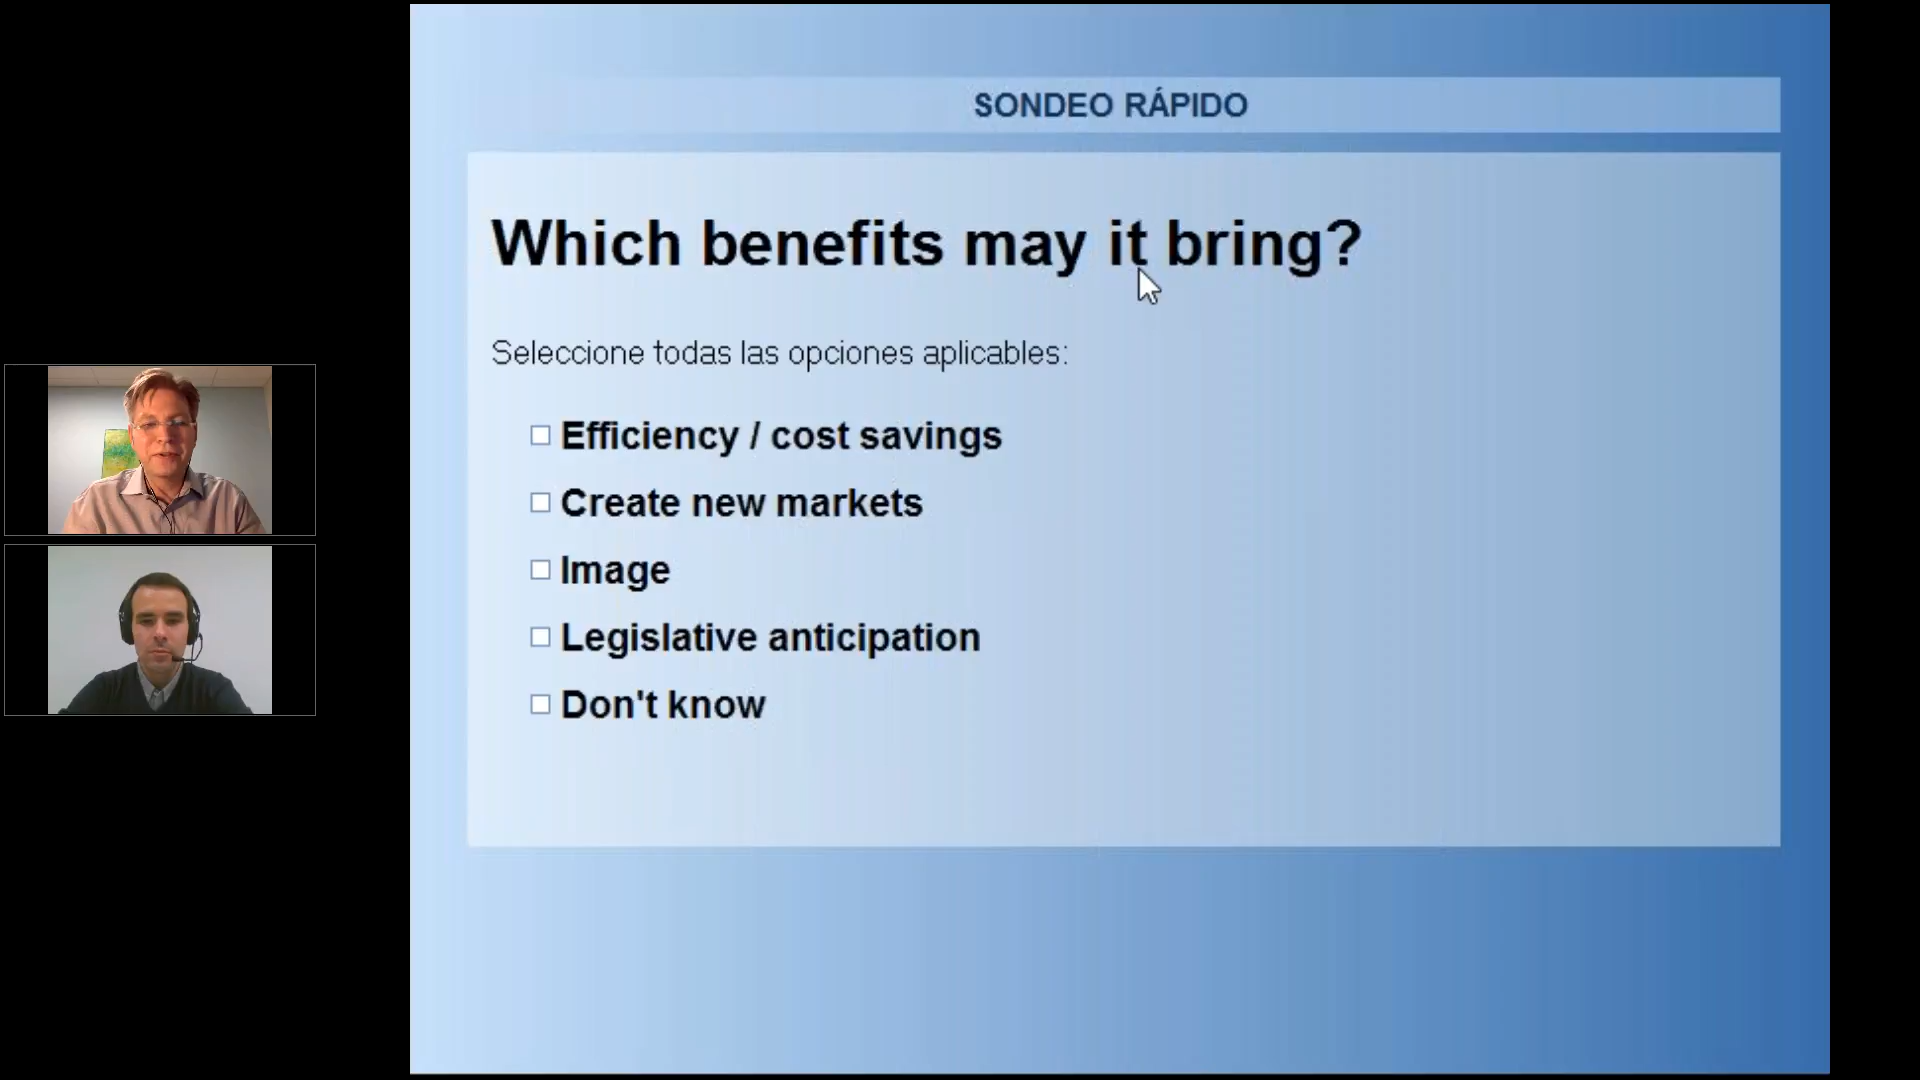 SONDEO RÁPIDO
Which benefits may it bring?
Seleccione todas las opciones aplicables:
Efficiency / cost savings
Create new markets
Image
Legislative anticipation
Don't know